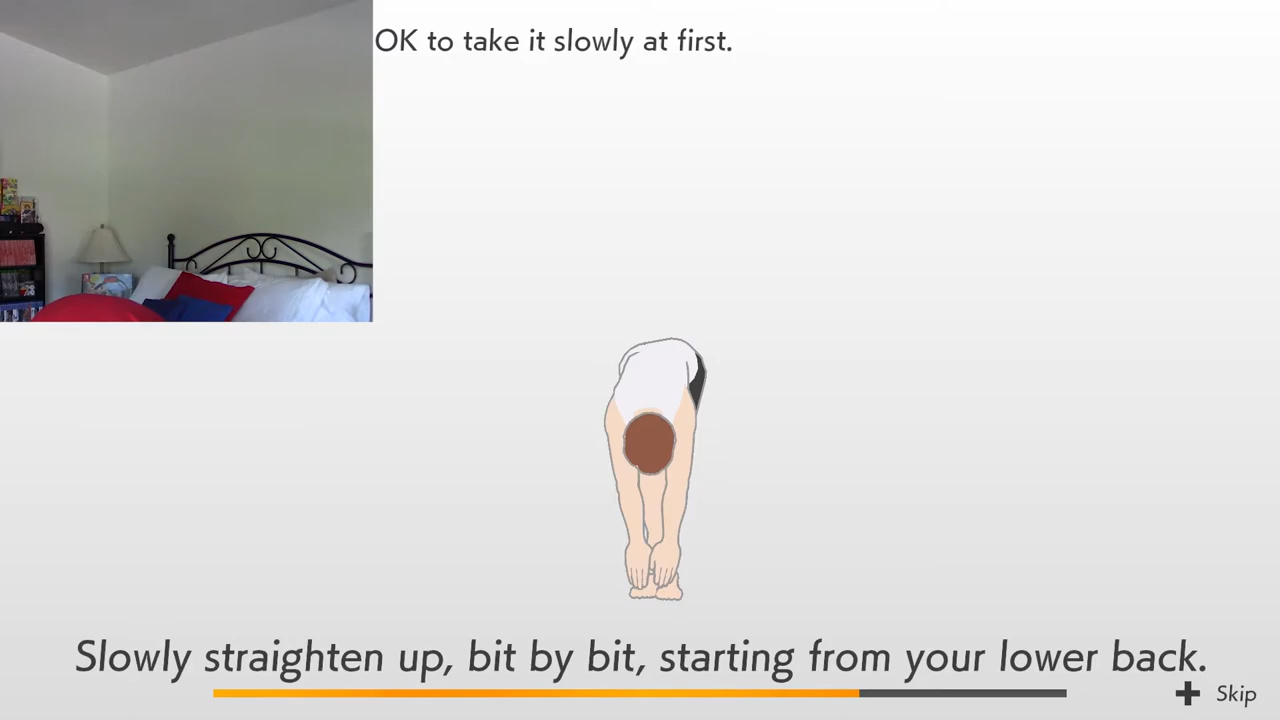 OK to take it slowly at first.
Slowly straighten up, bit by bit, starting from your lower back.
Skip